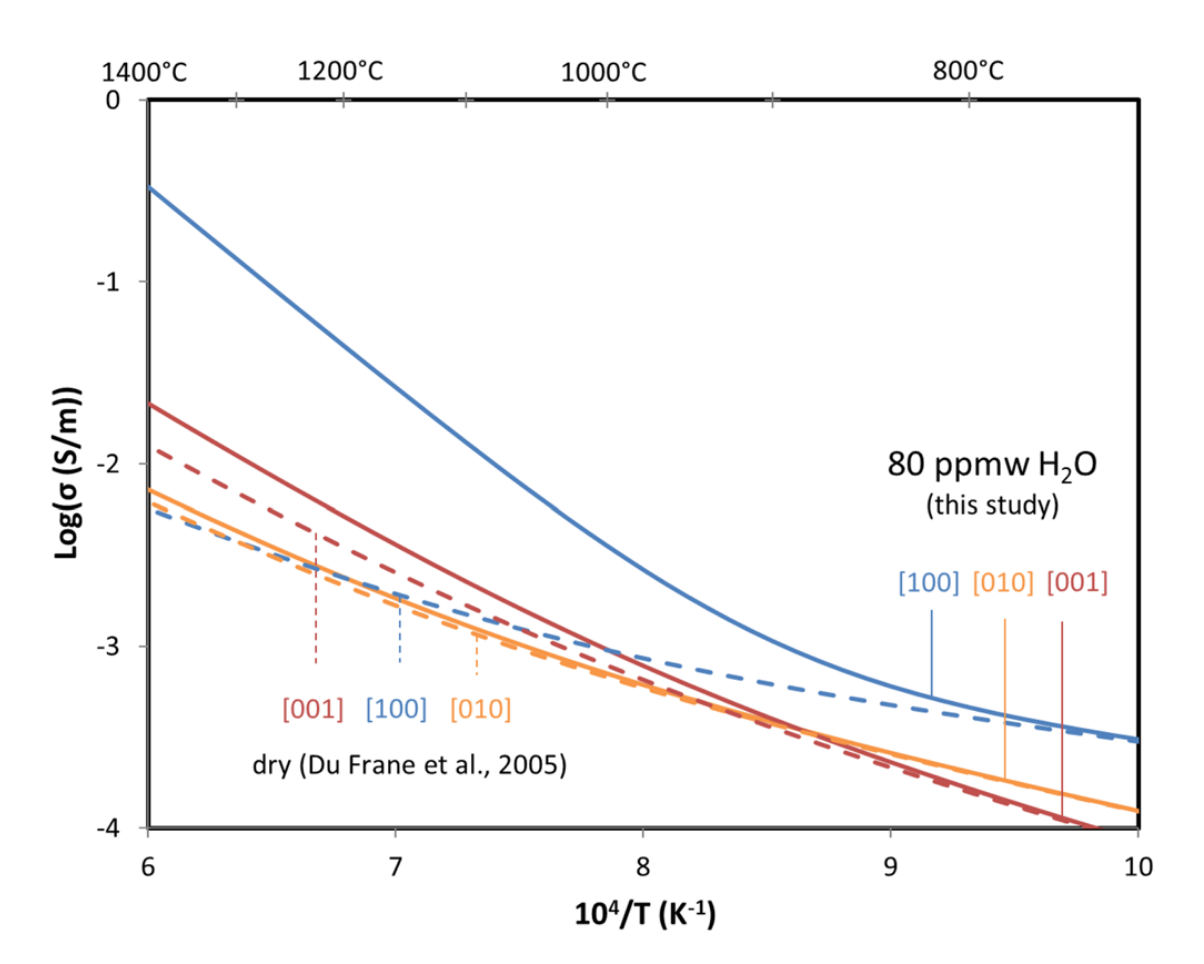 1400°C 1200°C 1000°C 800°C
0
-1
-2
-3
-4
Log(σ (S/m))
80 ppmw H₂O
(this study)
[100] [010] [001]
[001] [100] [010]
dry (Du Frane et al., 2005)
6 7 8 9 10
10⁴/T (K⁻¹)